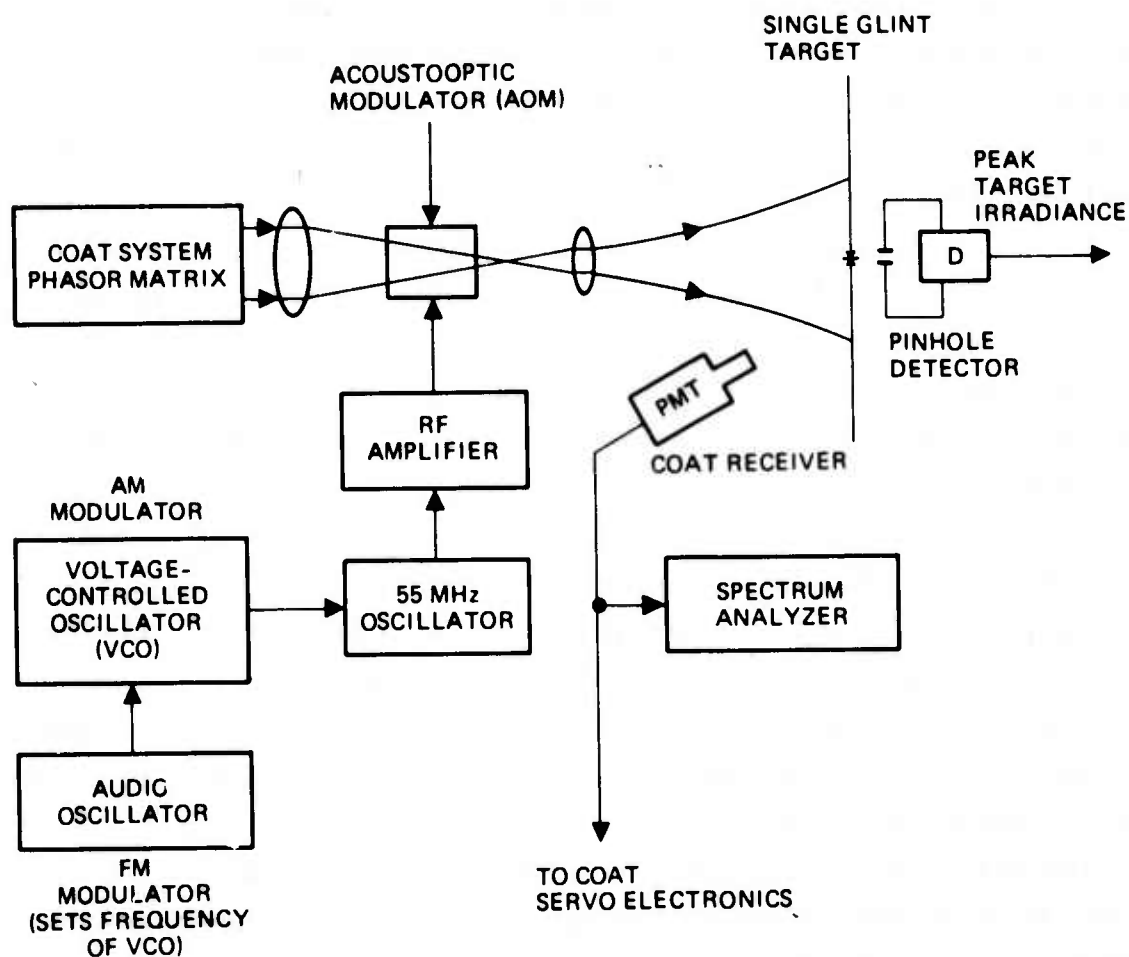 SINGLE GLINT
TARGET
ACOUSTOOPTIC
MODULATOR (AOM)
PEAK
TARGET
IRRADIANCE
COAT SYSTEM
PHASOR MATRIX
D
PINHOLE
DETECTOR
PMT
COAT RECEIVER
RF
AMPLIFIER
AM
MODULATOR
VOLTAGE-
CONTROLLED
OSCILLATOR
(VCO)
55 MHz
OSCILLATOR
SPECTRUM
ANALYZER
AUDIO
OSCILLATOR
FM
MODULATOR
(SETS FREQUENCY
OF VCO)
TO COAT
SERVO ELECTRONICS